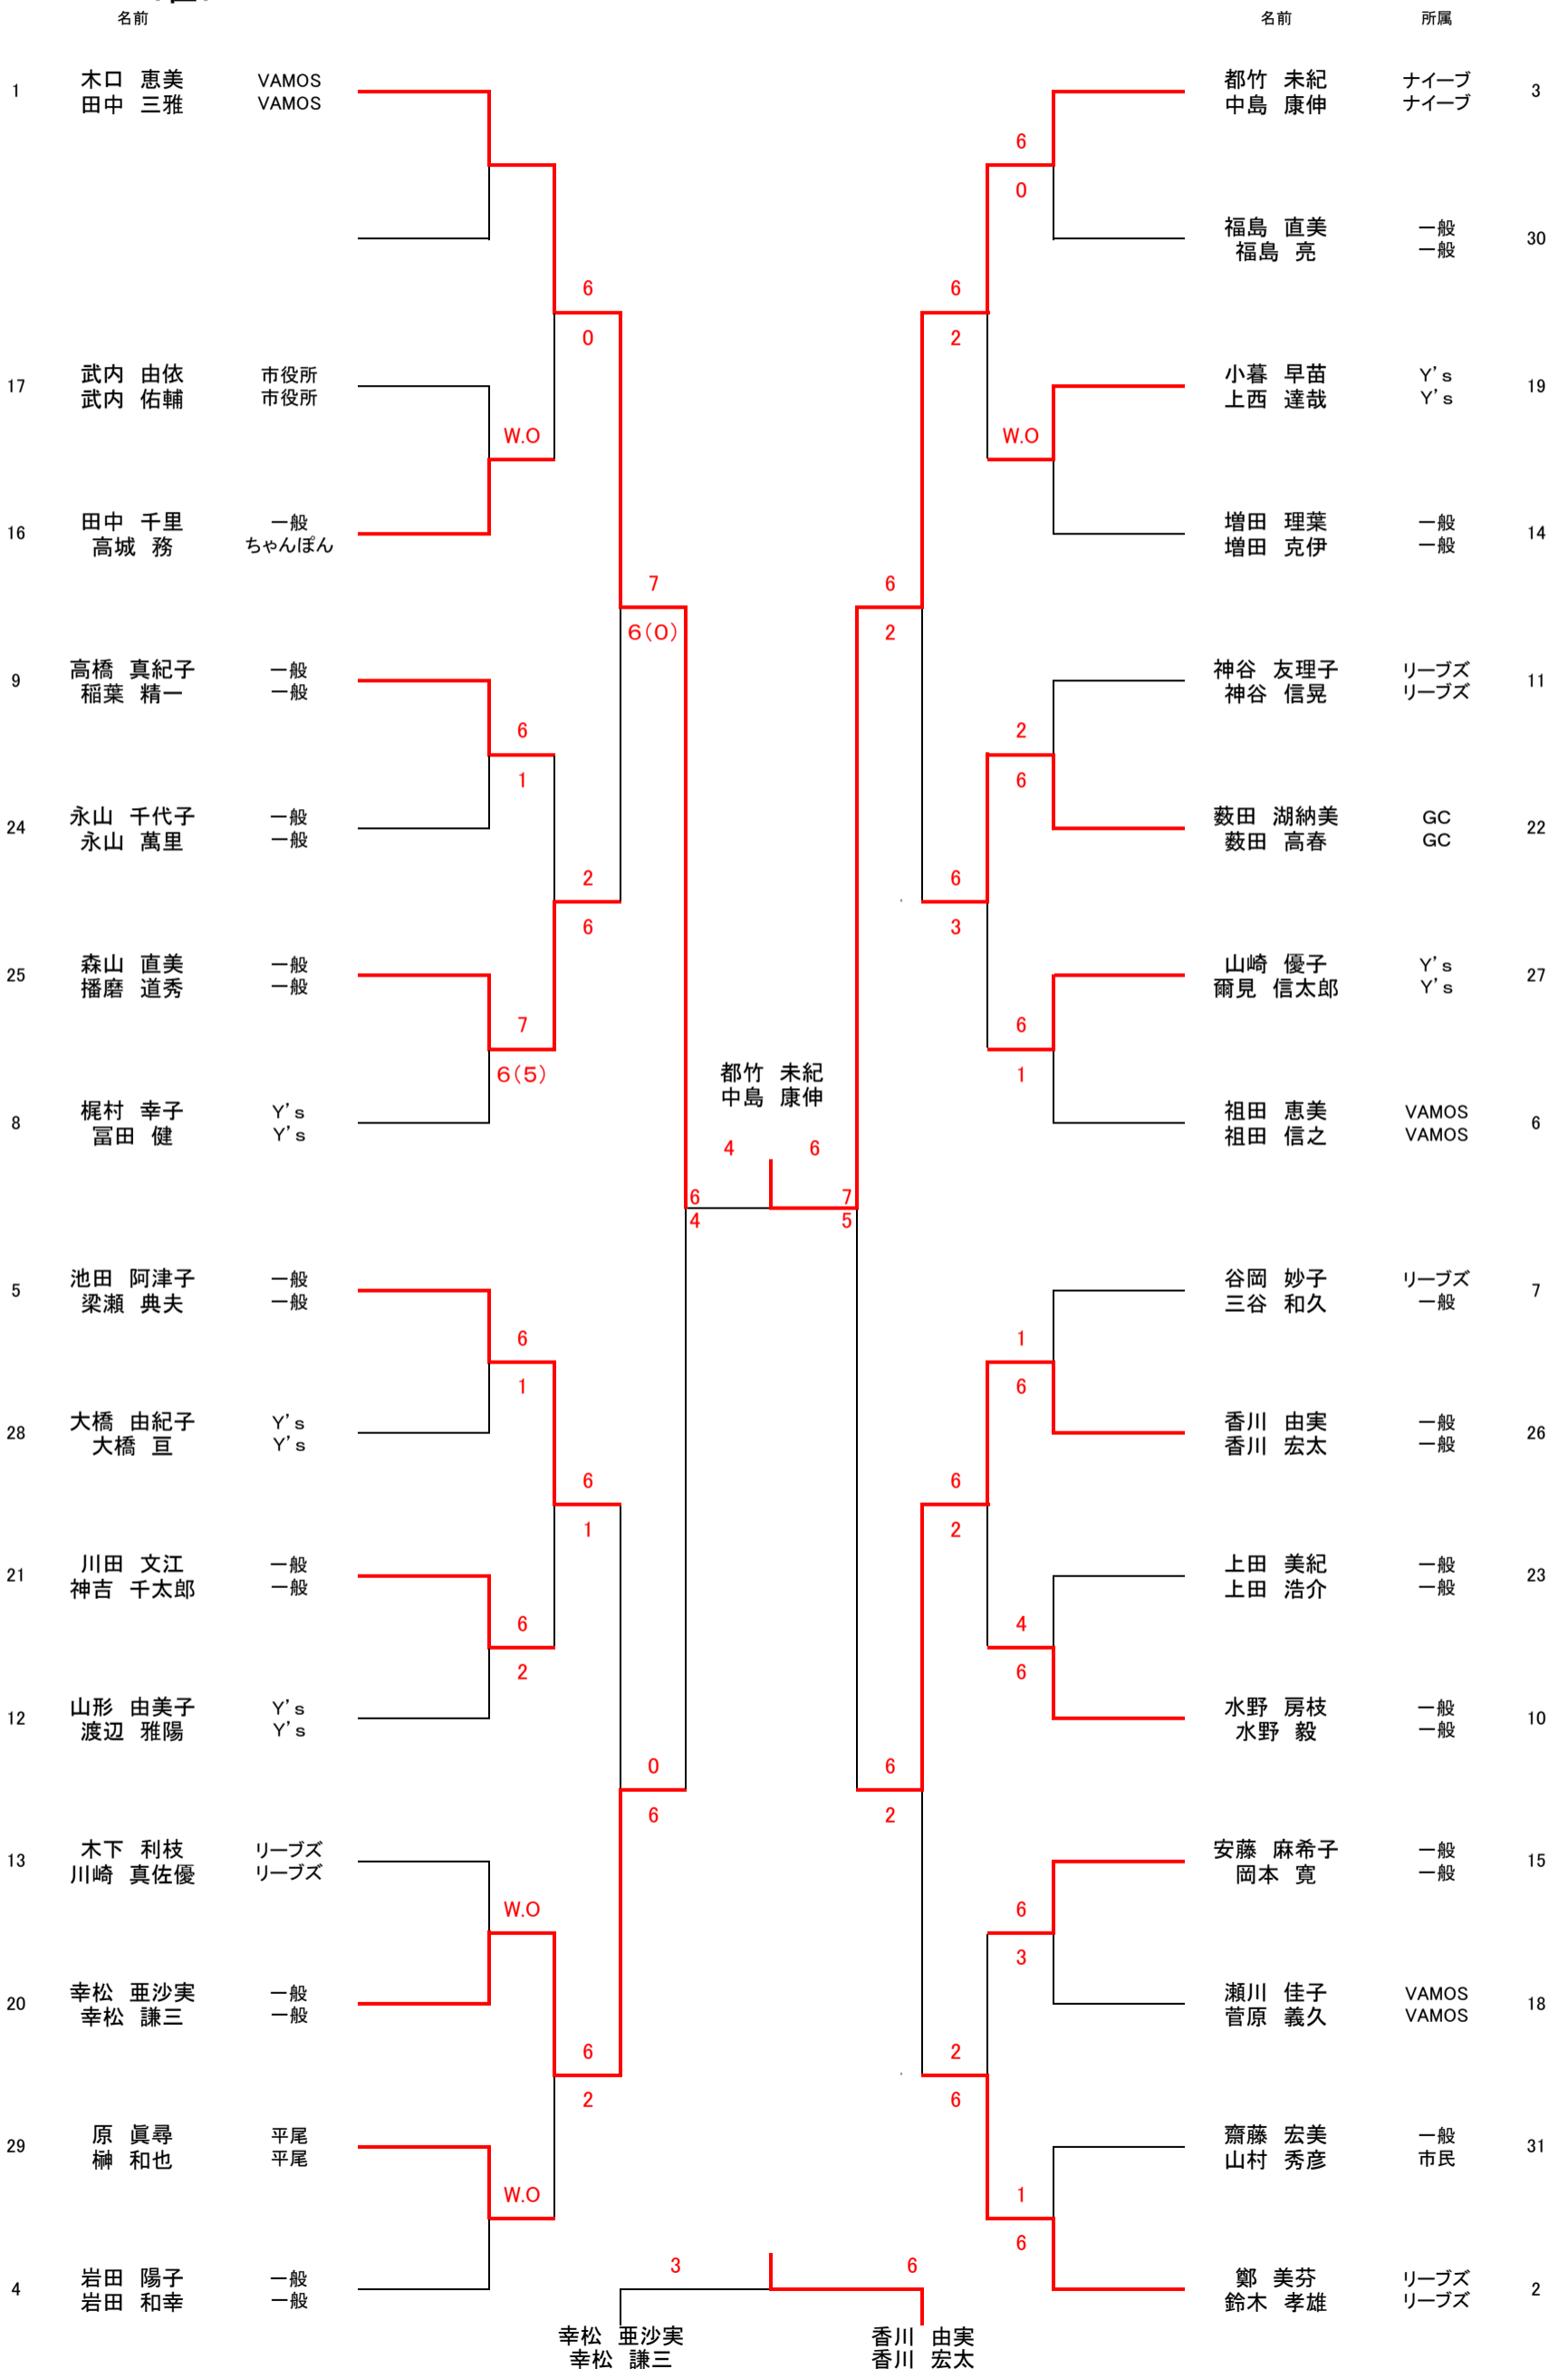 名前
名前 所属
1 木口 恵美 VAMOS
田中 三雅 VAMOS
17 武内 由依 市役所
武内 佑輔 市役所
16 田中 千里 一般
高城 務 ちゃんぽん
9 高橋 真紀子 一般
稲葉 精一 一般
24 永山 千代子 一般
永山 萬里 一般
25 森山 直美 一般
播磨 道秀 一般
8 梶村 幸子 Y's
冨田 健 Y's
5 池田 阿津子 一般
梁瀬 典夫 一般
28 大橋 由紀子 Y's
大橋 亘 Y's
21 川田 文江 一般
神吉 千太郎 一般
12 山形 由美子 Y's
渡辺 雅陽 Y's
13 木下 利枝 リーブズ
川崎 真佐優 リーブズ
20 幸松 亜沙実 一般
幸松 謙三 一般
29 原 眞尋 平尾
榊 和也 平尾
4 岩田 陽子 一般
岩田 和幸 一般
W.O
6
1
7
6(5)
6
1
6
2
W.O
W.O
6
0
2
6
6
1
6
2
7
6(0)
0
6
6
4
都竹 未紀
中島 康伸
4 6
7
5
6
2
6
2
6
2
6
3
6
2
2
6
6
0
W.O
2
6
6
1
1
6
4
6
6
3
1
6
都竹 未紀 ナイーブ 3
中島 康伸 ナイーブ
福島 直美 一般 30
福島 亮 一般
小暮 早苗 Y's 19
上西 達哉 Y's
増田 理葉 一般 14
増田 克伊 一般
神谷 友理子 リーブズ 11
神谷 信晃 リーブズ
薮田 湖納美 GC 22
薮田 高春 GC
山崎 優子 Y's 27
爾見 信太郎 Y's
祖田 恵美 VAMOS 6
祖田 信之 VAMOS
谷岡 妙子 リーブズ 7
三谷 和久 一般
香川 由実 一般 26
香川 宏太 一般
上田 美紀 一般 23
上田 浩介 一般
水野 房枝 一般 10
水野 毅 一般
安藤 麻希子 一般 15
岡本 寛 一般
瀬川 佳子 VAMOS 18
菅原 義久 VAMOS
齋藤 宏美 一般 31
山村 秀彦 市民
鄭 美芬 リーブズ 2
鈴木 孝雄 リーブズ
3 6
幸松 亜沙実 香川 由実
幸松 謙三 香川 宏太